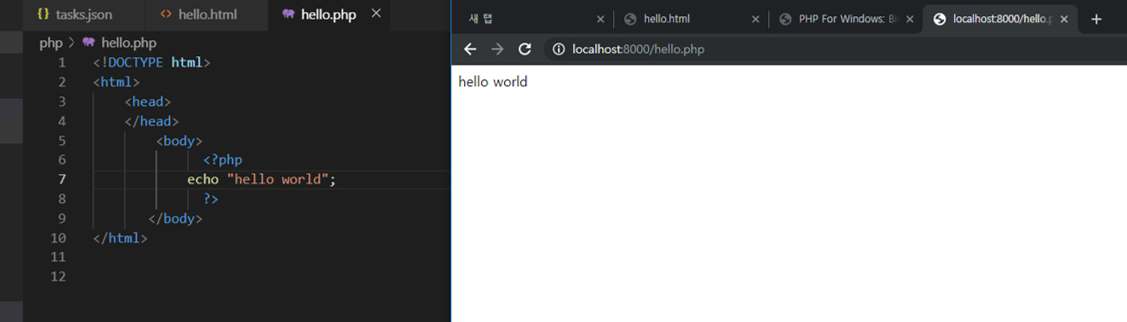 tasks.json hello.html hello.php
php hello.php
1 <!DOCTYPE html>
2 <html>
3 <head>
4 </head>
5 <body>
6 <?php
7 echo "hello world";
8 ?>
9 </body>
10 </html>
11
12
새 탭 hello.html PHP For Windows: localhost:8000/hello.
localhost:8000/hello.php
hello world